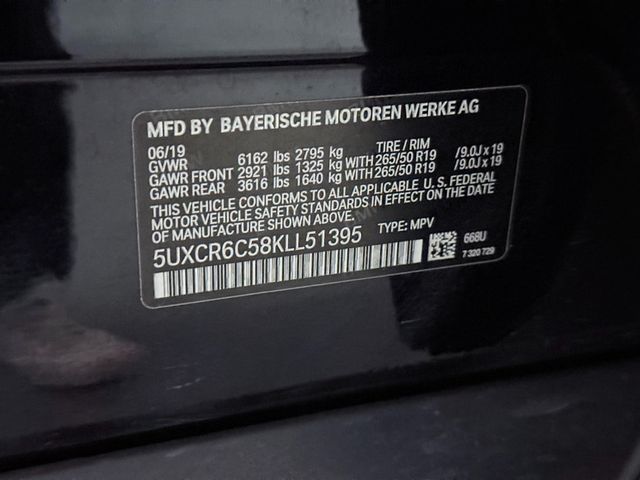 MFD BY BAYERISCHE MOTOREN WERKE AG
06/19 TIRE / RIM
GVWR 6162 lbs 2795 kg
GAWR FRONT 2921 lbs 1325 kg WITH 265/50 R19 /9.0J x 19
GAWR REAR 3616 lbs 1640 kg WITH 265/50 R19 /9.0J x 19
THIS VEHICLE CONFORMS TO ALL APPLICABLE U.S. FEDERAL
MOTOR VEHICLE SAFETY STANDARDS IN EFFECT ON THE DATE
OF MANUFACTURE SHOWN ABOVE.
5UXCR6C58KLL51395 TYPE: MPV
668U
7 320 729